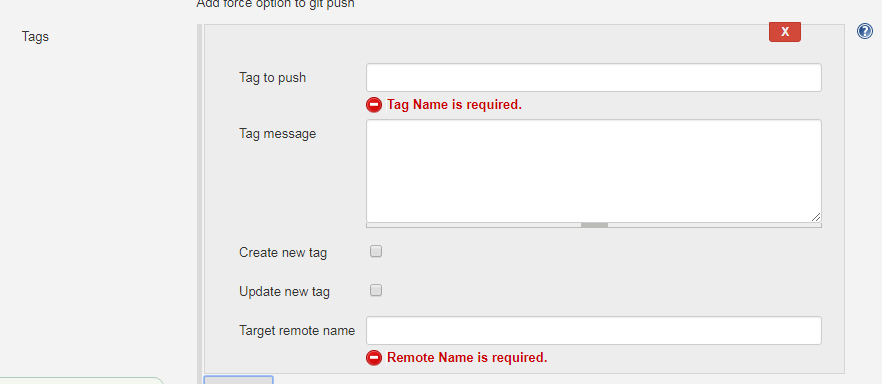 Add force option to git push
Tags
X
?
Tag to push
Tag Name is required.
Tag message
Create new tag
Update new tag
Target remote name
Remote Name is required.